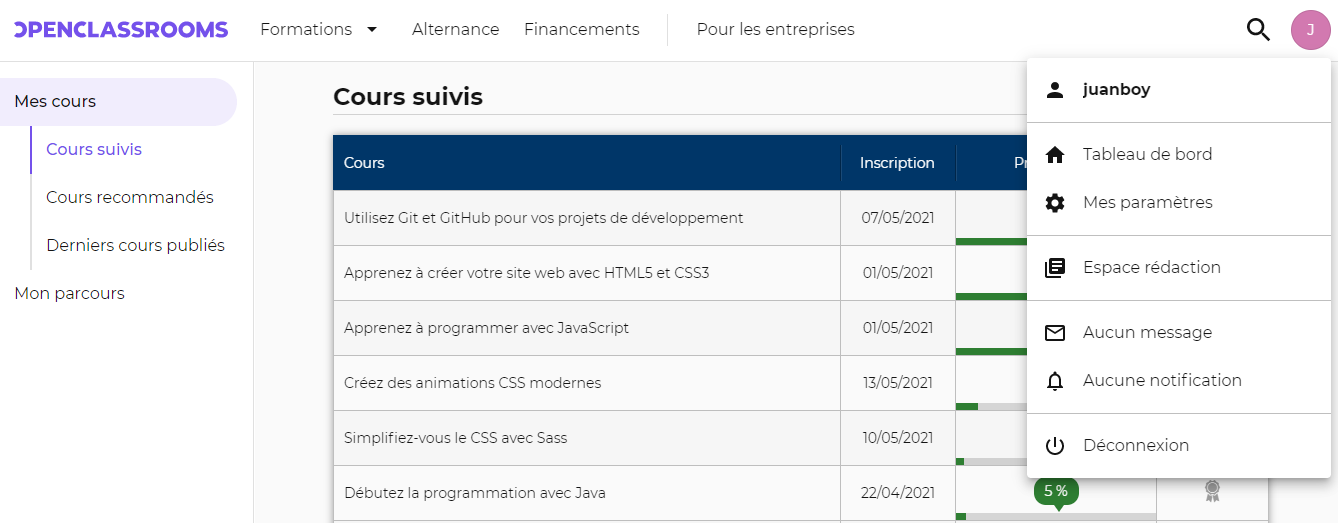 OPENCLASSROOMS Formations Alternance Financements Pour les entreprises J
Mes cours
Cours suivis
Cours recommandés
Derniers cours publiés
Mon parcours
Cours suivis
Cours Inscription
Utilisez Git et GitHub pour vos projets de développement 07/05/2021
Apprenez à créer votre site web avec HTML5 et CSS3 01/05/2021
Apprenez à programmer avec JavaScript 01/05/2021
Créez des animations CSS modernes 13/05/2021
Simplifiez-vous le CSS avec Sass 10/05/2021
Débutez la programmation avec Java 22/04/2021 5 %
juanboy
Tableau de bord
Mes paramètres
Espace rédaction
Aucun message
Aucune notification
Déconnexion